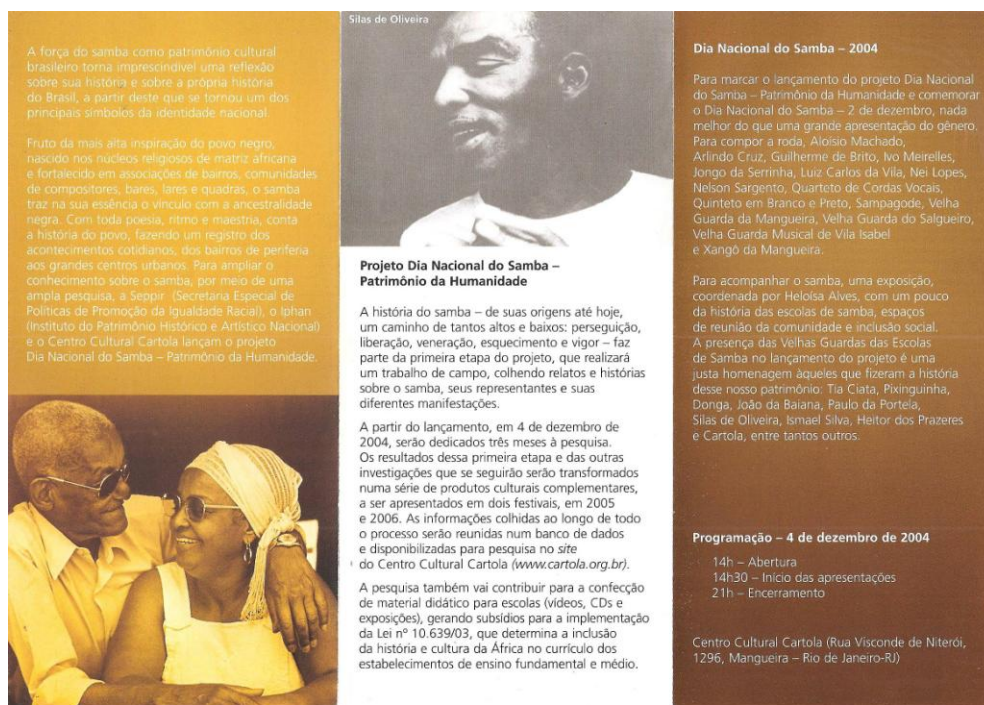 A força do samba como patrimônio cultural
brasileiro torna imprescindível uma reflexão
sobre sua história e sobre a própria história
do Brasil, a partir deste que se tornou um dos
principais símbolos da identidade nacional.
Fruto da mais alta inspiração do povo negro,
nascido nos núcleos religiosos de matriz africana
e fortalecido em associações de bairros, comunidades
de compositores, bares, lares e quadras, o samba
traz na sua essência o vínculo com a ancestralidade
negra. Com toda poesia, ritmo e maestria, conta
a história do povo, fazendo um registro dos
acontecimentos cotidianos, dos bairros de periferia
aos grandes centros urbanos. Para ampliar o
conhecimento sobre o samba, por meio de uma
ampla pesquisa, a Seppir (Secretaria Especial de
Políticas de Promoção da Igualdade Racial), o Iphan
(Instituto do Patrimônio Histórico e Artístico Nacional)
e o Centro Cultural Cartola lançam o projeto
Dia Nacional do Samba – Patrimônio da Humanidade.
Silas de Oliveira
Projeto Dia Nacional do Samba –
Patrimônio da Humanidade
A história do samba – de suas origens até hoje,
um caminho de tantos altos e baixos: perseguição,
liberação, veneração, esquecimento e vigor – faz
parte da primeira etapa do projeto, que realizará
um trabalho de campo, colhendo relatos e histórias
sobre o samba, seus representantes e suas
diferentes manifestações.
A partir do lançamento, em 4 de dezembro de
2004, serão dedicados três meses à pesquisa.
Os resultados dessa primeira etapa e das outras
investigações que se seguirão serão transformados
numa série de produtos culturais complementares,
a ser apresentados em dois festivais, em 2005
e 2006. As informações colhidas ao longo de todo
o processo serão reunidas num banco de dados
e disponibilizadas para pesquisa no site
do Centro Cultural Cartola (www.cartola.org.br).
A pesquisa também vai contribuir para a confecção
de material didático para escolas (vídeos, CDs e
exposições), gerando subsídios para a implementação
da Lei nº 10.639/03, que determina a inclusão
da história e cultura da África no currículo dos
estabelecimentos de ensino fundamental e médio.
Dia Nacional do Samba – 2004
Para marcar o lançamento do projeto Dia Nacional
do Samba – Patrimônio da Humanidade e comemorar
o Dia Nacional do Samba – 2 de dezembro, nada
melhor do que uma grande apresentação do gênero.
Para compor a roda, Aloísio Machado,
Arlindo Cruz, Guilherme de Brito, Ivo Meirelles,
Jongo da Serrinha, Luiz Carlos da Vila, Nei Lopes,
Nelson Sargento, Quarteto de Cordas Vocais,
Quinteto em Branco e Preto, Sampagode, Velha
Guarda da Mangueira, Velha Guarda do Salgueiro,
Velha Guarda Musical de Vila Isabel
e Xangô da Mangueira.
Para acompanhar o samba, uma exposição,
coordenada por Heloísa Alves, com um pouco
da história das escolas de samba, espaços
de reunião da comunidade e inclusão social.
A presença das Velhas Guardas das Escolas
de Samba no lançamento do projeto é uma
justa homenagem àqueles que fizeram a história
desse nosso patrimônio: Tia Ciata, Pixinguinha,
Donga, João da Baiana, Paulo da Portela,
Silas de Oliveira, Ismael Silva, Heitor dos Prazeres
e Cartola, entre tantos outros.
Programação – 4 de dezembro de 2004
14h – Abertura
14h30 – Início das apresentações
21h – Encerramento
Centro Cultural Cartola (Rua Visconde de Niterói,
1296, Mangueira – Rio de Janeiro-RJ)